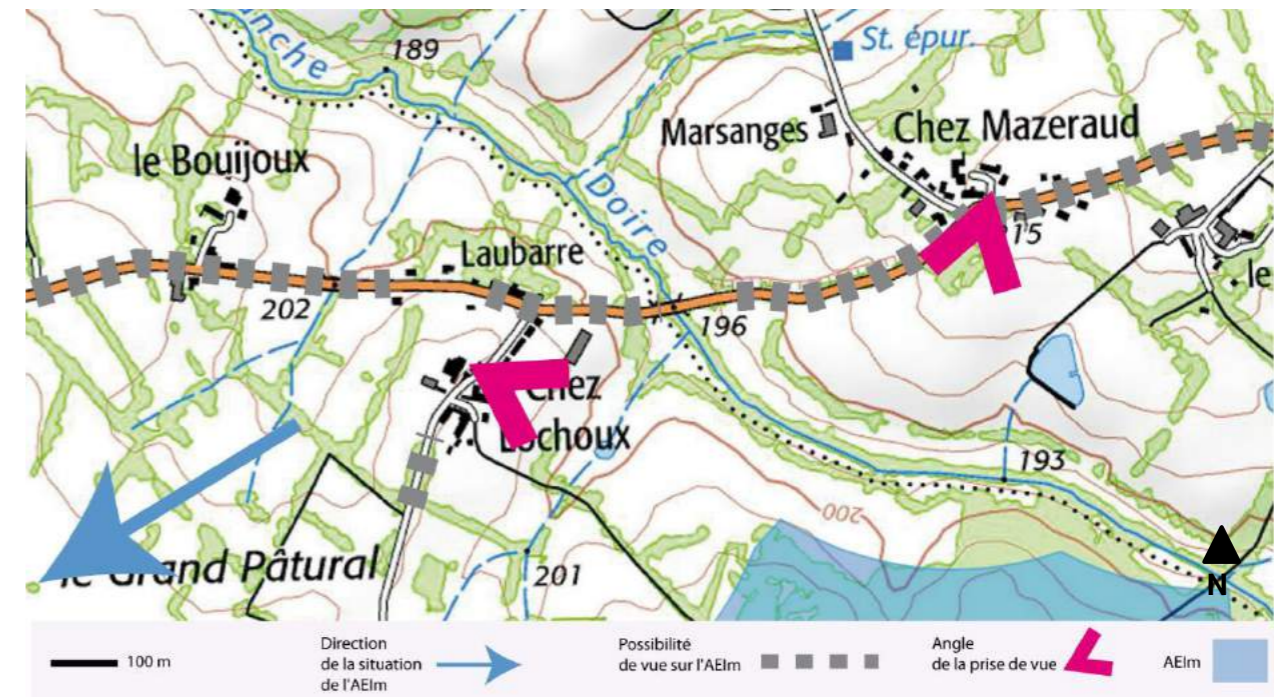 anche
189
St. épur.
Marsanges
Chez Mazeraud
le Bouijoux
Doire
Laubarre
215
le
202
196
Chez
Lochoux
193
200
le Grand Pâtural
201
N
100 m
Direction
de la situation
de l'AEIm
Possibilité
de vue sur l'AEIm
Angle
de la prise de vue
AEIm